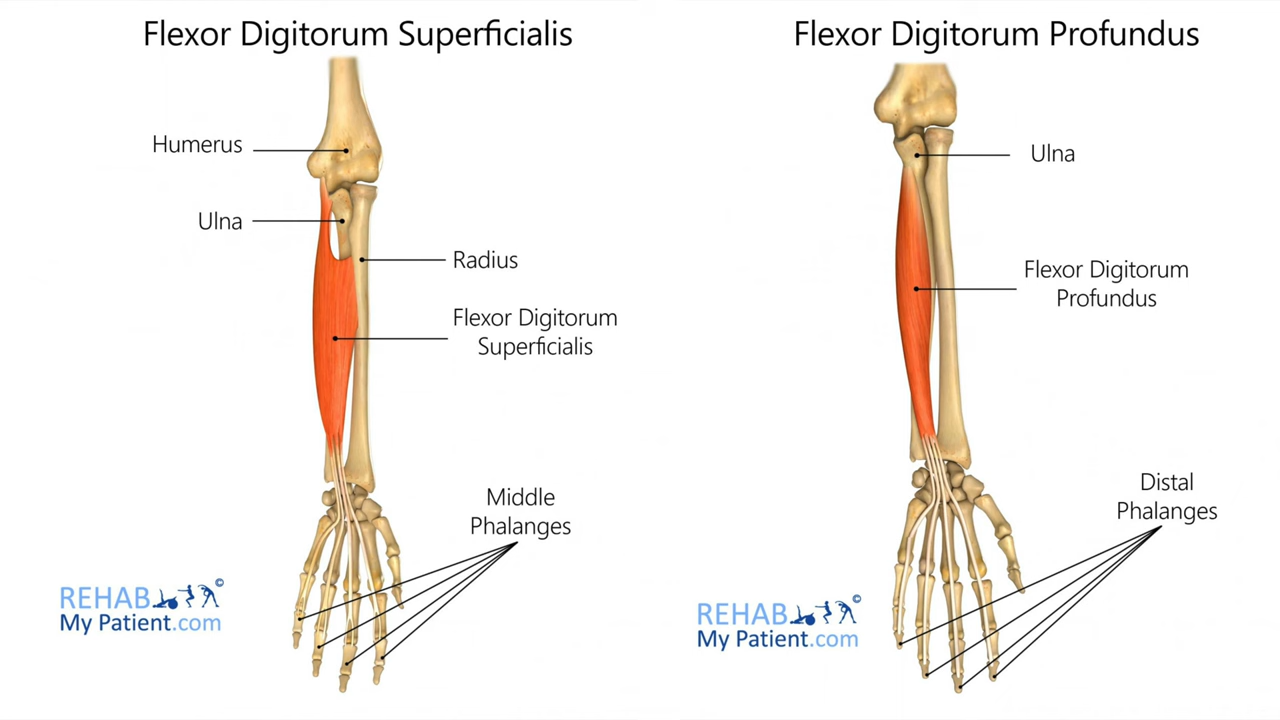 Flexor Digitorum Superficialis
Humerus
Ulna
Radius
Flexor Digitorum
Superficialis
Middle
Phalanges
REHAB
My Patient.com
©
Flexor Digitorum Profundus
Ulna
Flexor Digitorum
Profundus
Distal
Phalanges
REHAB
My Patient.com
©